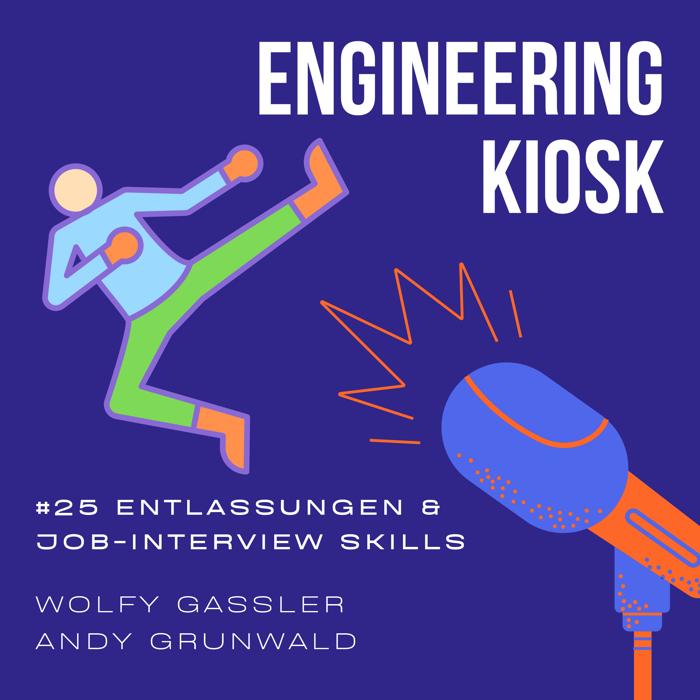 ENGINEERING
KIOSK
#25 ENTLASSUNGEN &
JOB-INTERVIEW SKILLS
WOLFY GASSLER
ANDY GRUNWALD